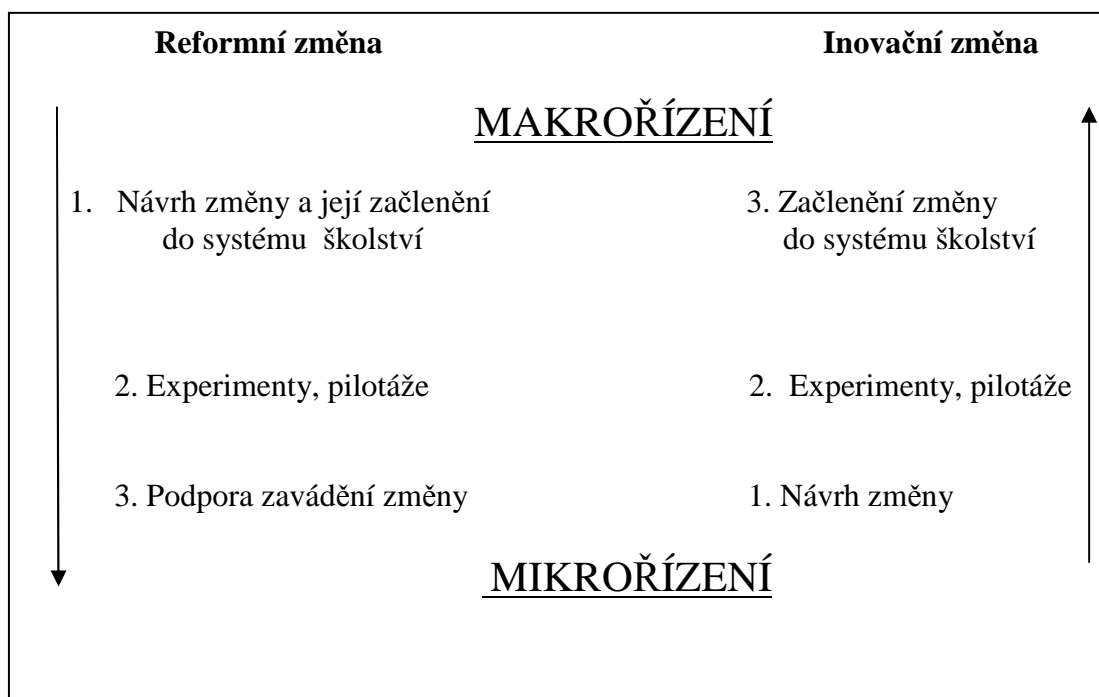 Reformní změna
Inovační změna
MAKROŘÍZENÍ
1. Návrh změny a její začlenění
do systému školství
3. Začlenění změny
do systému školství
2. Experimenty, pilotáže
2. Experimenty, pilotáže
3. Podpora zavádění změny
1. Návrh změny
MIKROŘÍZENÍ